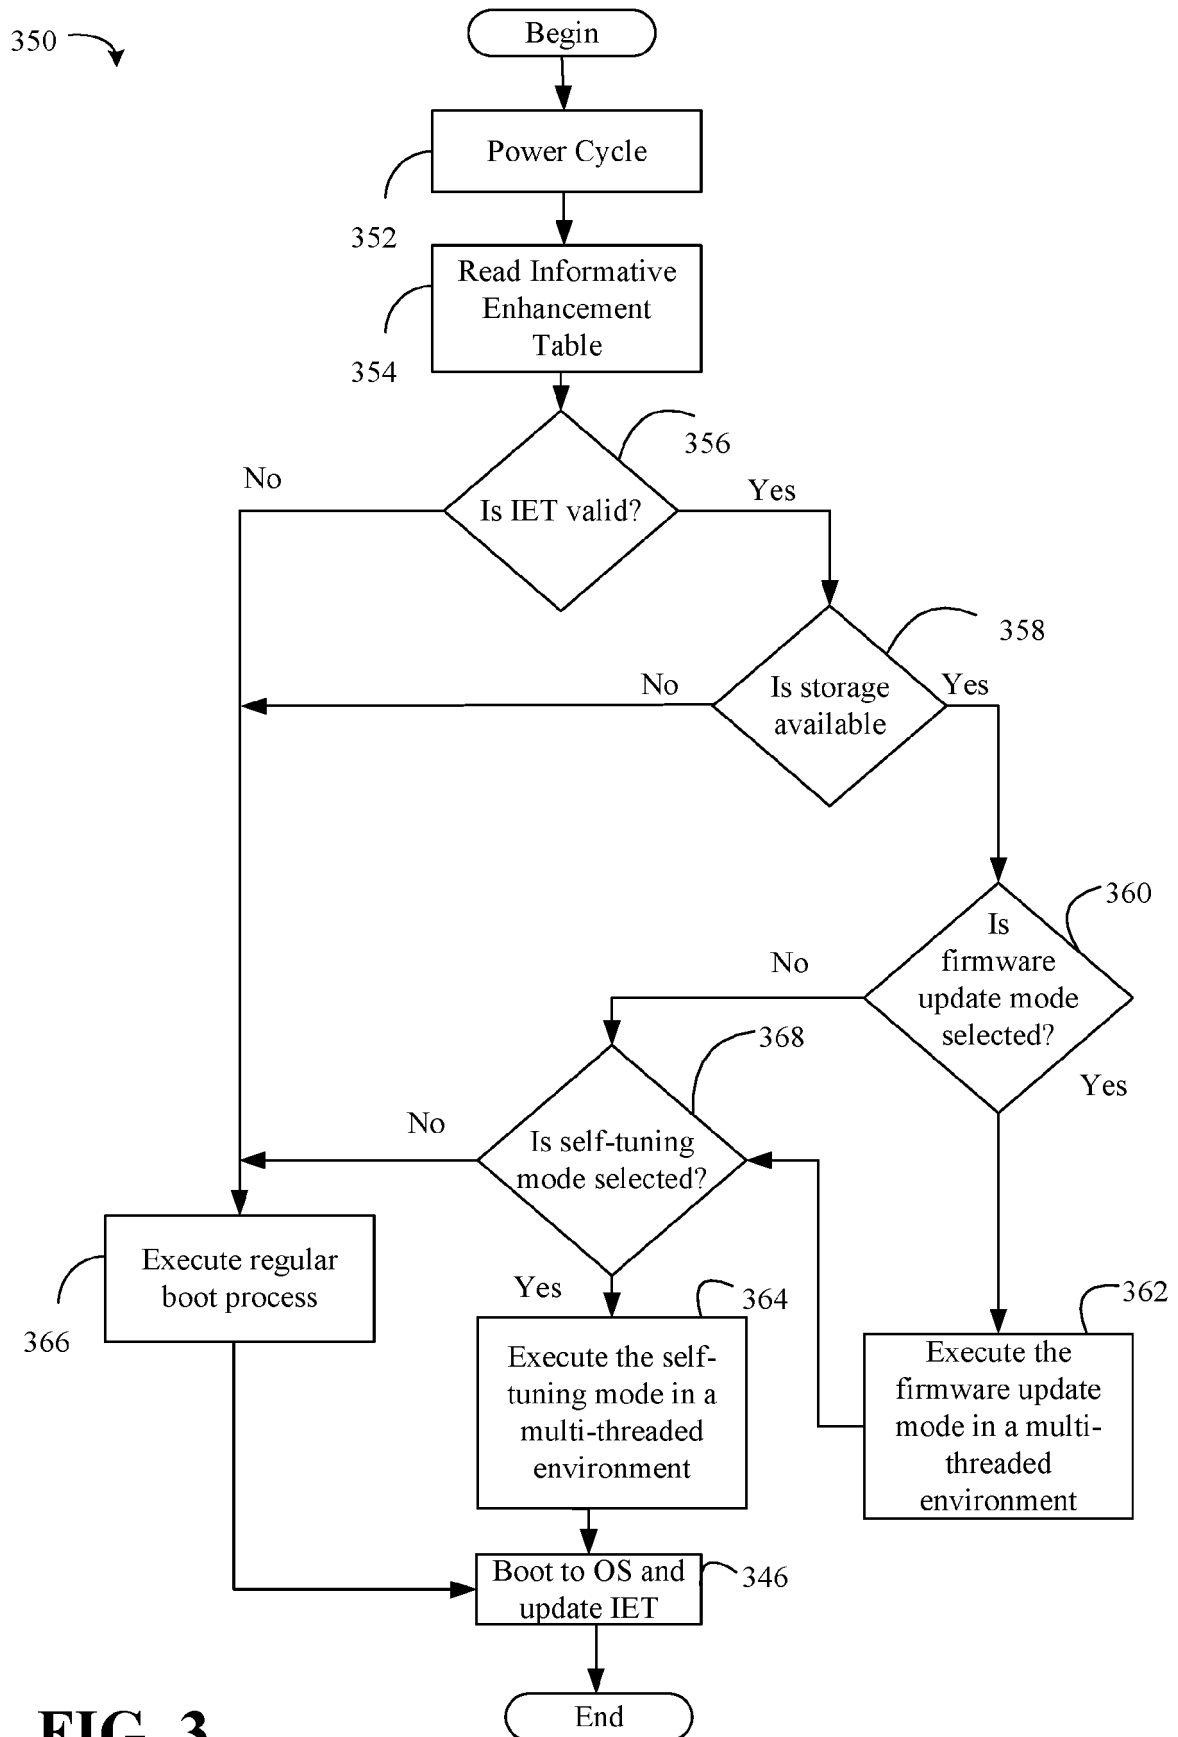 350
Begin
Power Cycle
352
Read Informative
Enhancement
Table
354
356
No
Is IET valid?
Yes
358
No
Is storage
available
Yes
360
Is
firmware
update mode
selected?
No
Yes
368
No
Is self-tuning
mode selected?
Execute regular
boot process
366
Yes
364
362
Execute the self-
tuning mode in a
multi-threaded
environment
Execute the
firmware update
mode in a multi-
threaded
environment
Boot to OS and
update IET
346
End
FIG. 3